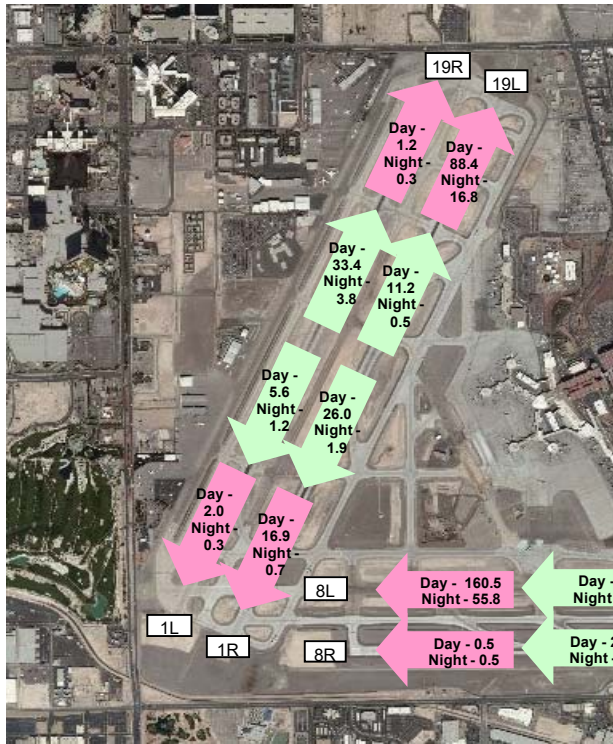 19R
19L
Day -
1.2
Night -
0.3
Day -
88.4
Night -
16.8
Day -
33.4
Night -
3.8
Day -
11.2
Night -
0.5
Day -
5.6
Night -
1.2
Day -
26.0
Night -
1.9
Day -
2.0
Night -
0.3
Day -
16.9
Night -
0.7
8L
Day - 160.5
Night - 55.8
Day -
Night
1L
1R
8R
Day - 0.5
Night - 0.5
Day - 2
Night -